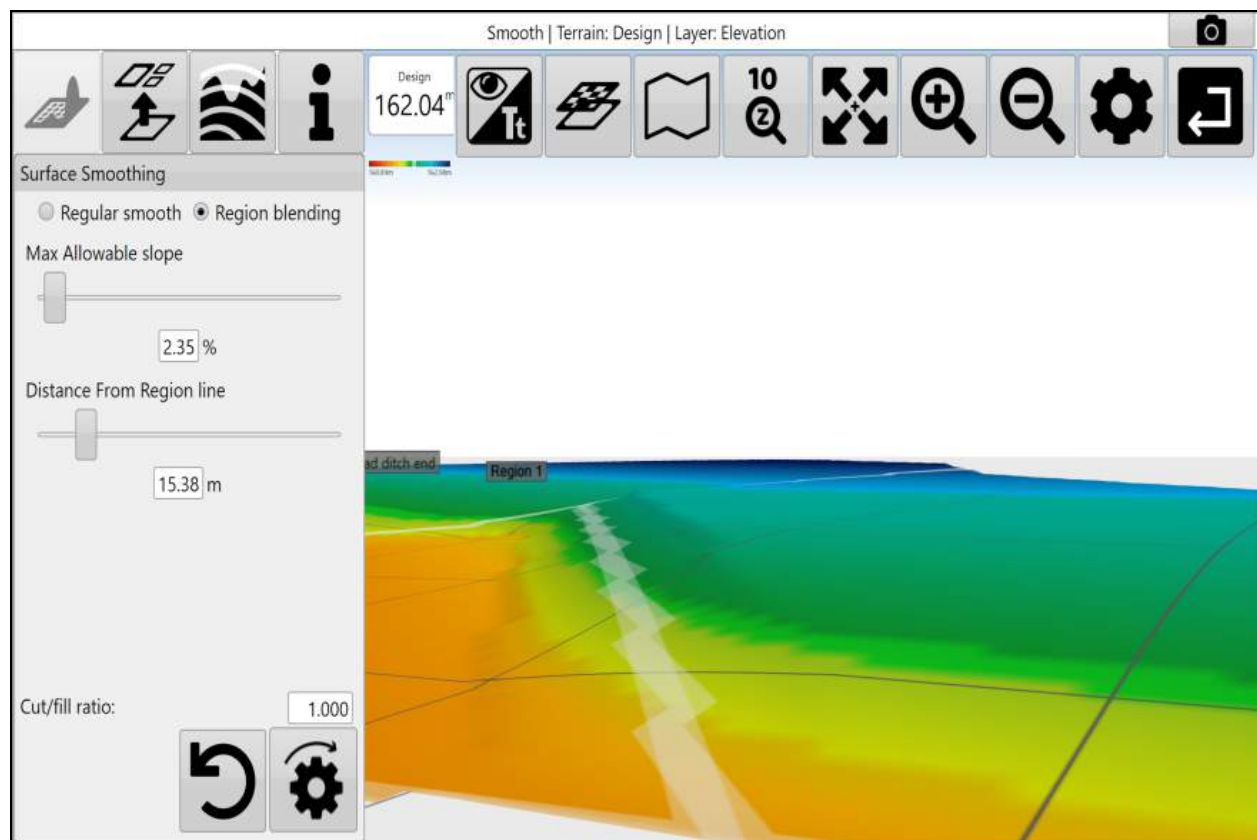 Smooth | Terrain: Design | Layer: Elevation
Design
162.04m
Tt
10
Z
Surface Smoothing
Regular smooth Region blending
Max Allowable slope
2.35 %
Distance From Region line
15.38 m
ad ditch end
Region 1
Cut/fill ratio: 1.000